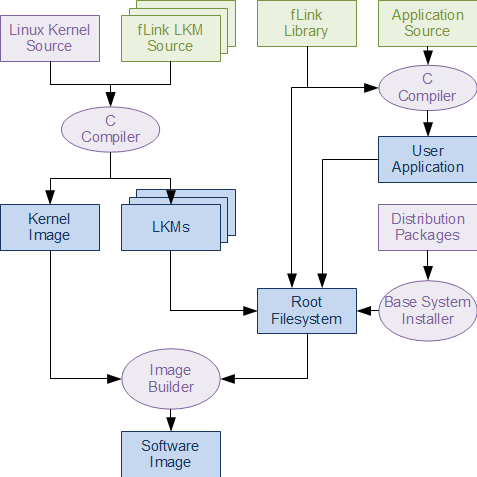 Linux Kernel
Source
fLink LKM
Source
fLink
Library
Application
Source
C
Compiler
C
Compiler
User
Application
Kernel
Image
LKMs
Distribution
Packages
Root
Filesystem
Base System
Installer
Image
Builder
Software
Image